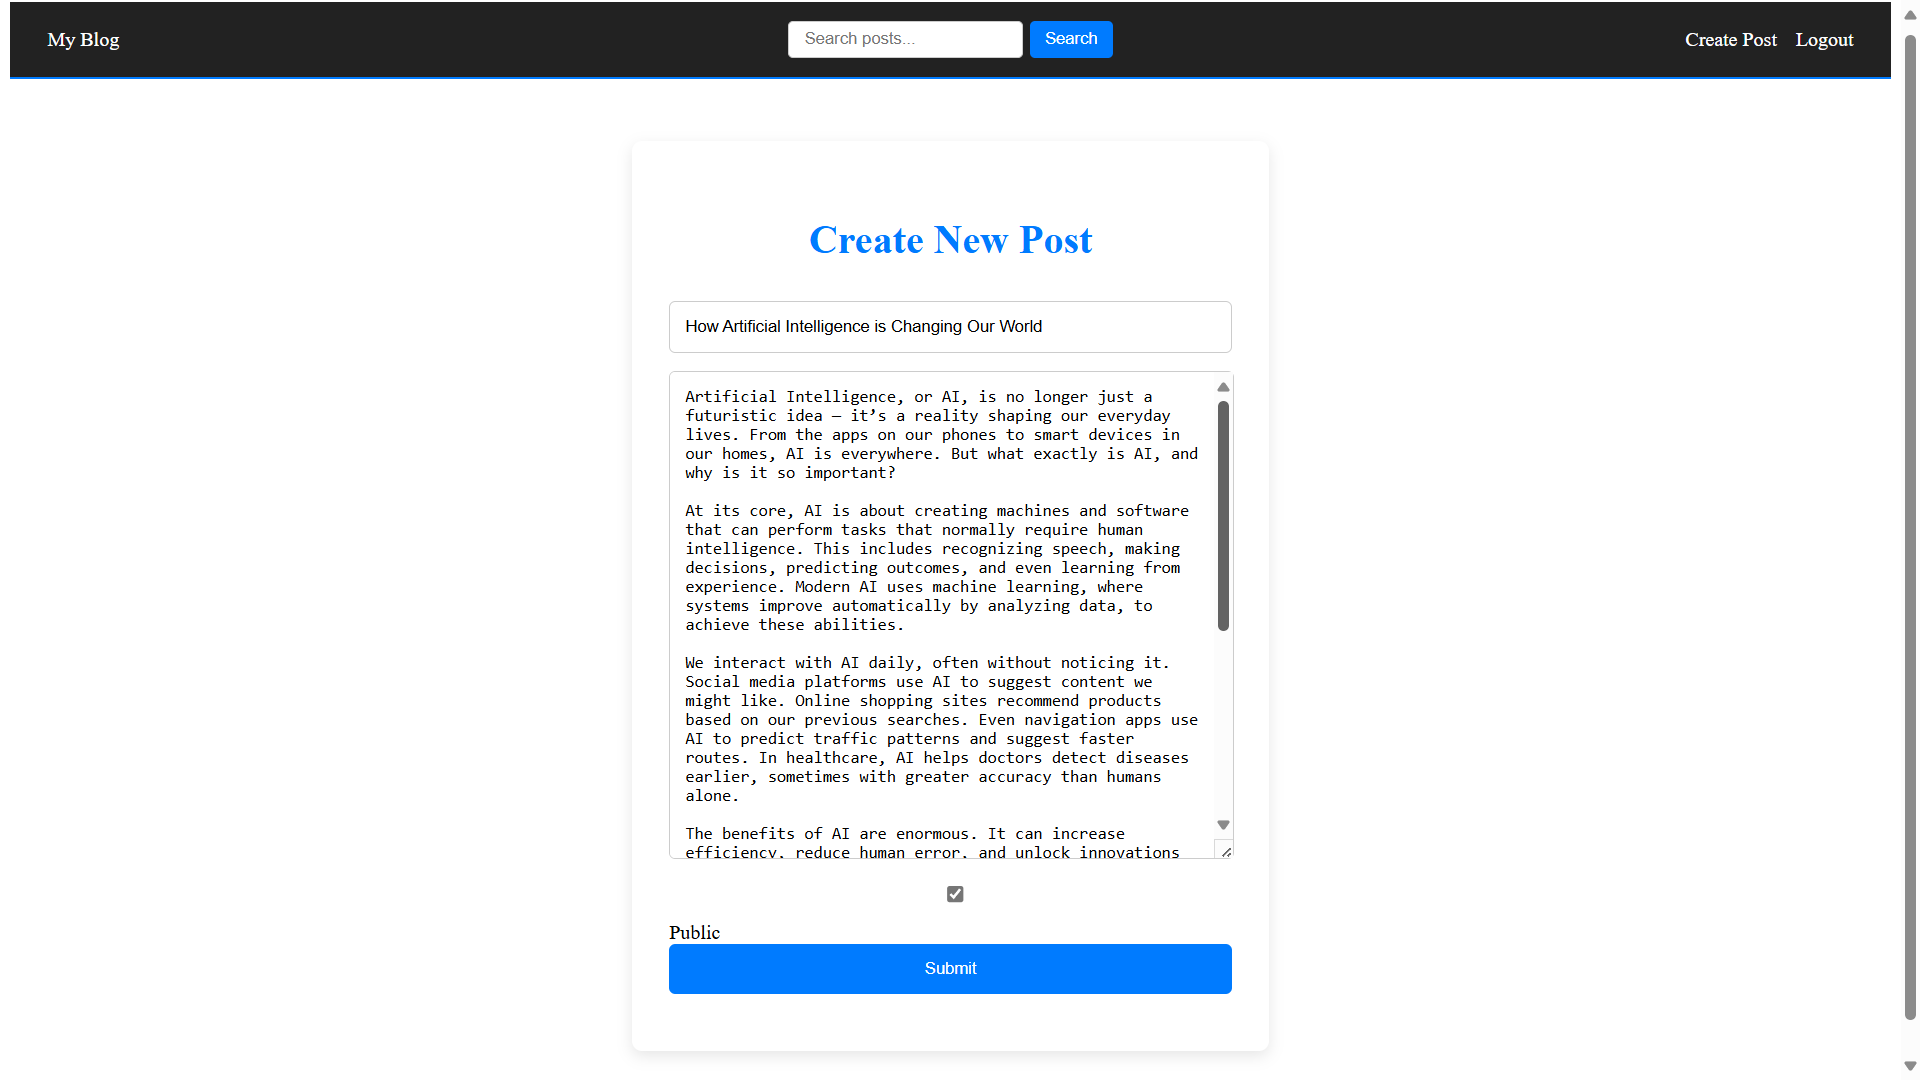 My Blog
Search posts...
Search
Create Post
Logout
Create New Post
How Artificial Intelligence is Changing Our World
Artificial Intelligence, or AI, is no longer just a
futuristic idea — it’s a reality shaping our everyday
lives. From the apps on our phones to smart devices in
our homes, AI is everywhere. But what exactly is AI, and
why is it so important?
At its core, AI is about creating machines and software
that can perform tasks that normally require human
intelligence. This includes recognizing speech, making
decisions, predicting outcomes, and even learning from
experience. Modern AI uses machine learning, where
systems improve automatically by analyzing data, to
achieve these abilities.
We interact with AI daily, often without noticing it.
Social media platforms use AI to suggest content we
might like. Online shopping sites recommend products
based on our previous searches. Even navigation apps use
AI to predict traffic patterns and suggest faster
routes. In healthcare, AI helps doctors detect diseases
earlier, sometimes with greater accuracy than humans
alone.
The benefits of AI are enormous. It can increase
efficiency, reduce human error, and unlock innovations
Public
Submit